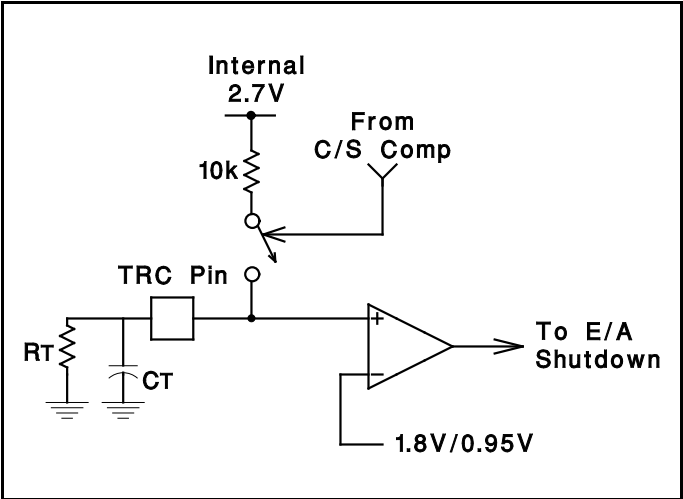 Internal
2.7V
From
C/S Comp
10k
TRC Pin
+
To E/A
Shutdown
RT
CT
−
1.8V/0.95V